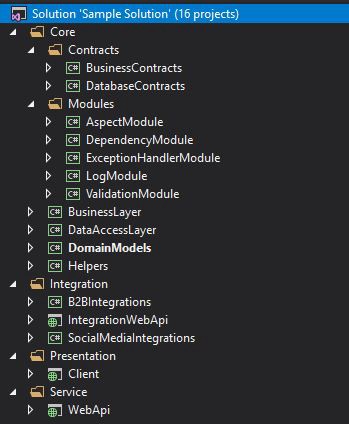 Solution 'Sample Solution' (16 projects)
Core
Contracts
C# BusinessContracts
C# DatabaseContracts
Modules
C# AspectModule
C# DependencyModule
C# ExceptionHandlerModule
C# LogModule
C# ValidationModule
C# BusinessLayer
C# DataAccessLayer
C# DomainModels
C# Helpers
Integration
C# B2BIntegrations
IntegrationWebApi
C# SocialMediaIntegrations
Presentation
Client
Service
WebApi